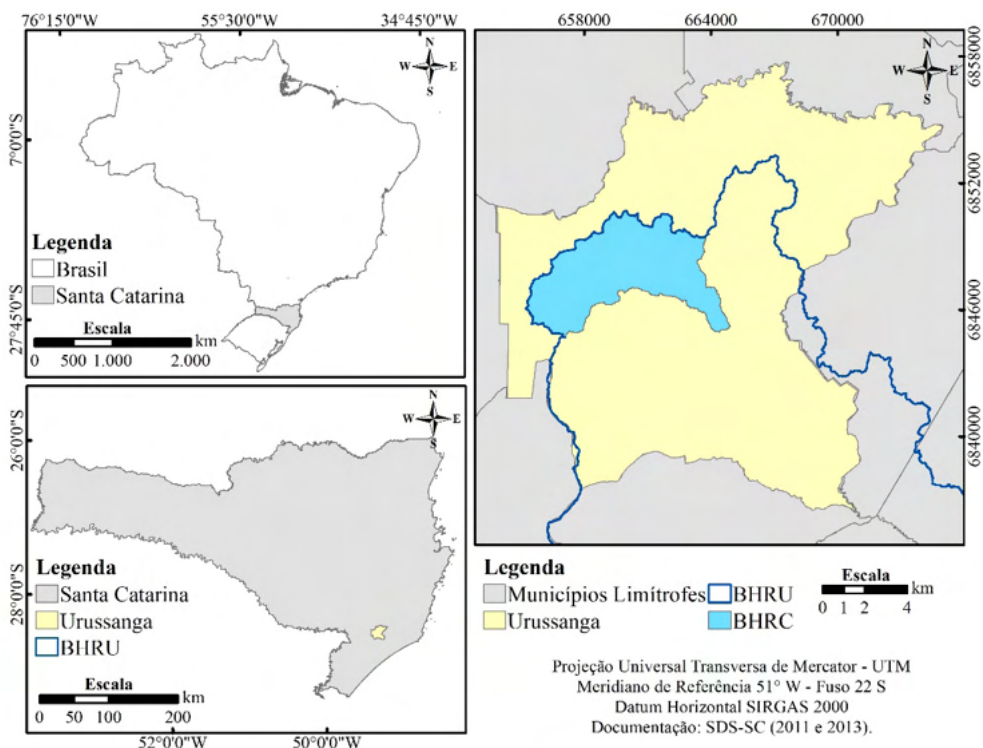 76°15'0"W 55°30'0"W 34°45'0"W
7°0'0"S
27°45'0"S
N
W E
S
Legenda
Brasil
Santa Catarina
Escala
km
0 500 1.000 2.000
26°0'0"S
28°0'0"S
N
W E
S
Legenda
Santa Catarina
Urussanga
BHRU
Escala
km
0 50 100 200
52°0'0"W 50°0'0"W
658000 664000 670000
6858000
6852000
6846000
6840000
N
W E
S
Legenda
Municípios Limítrofes
Urussanga
BHRU
BHRC
Escala
km
0 1 2 4
Projeção Universal Transversa de Mercator - UTM
Meridiano de Referência 51° W - Fuso 22 S
Datum Horizontal SIRGAS 2000
Documentação: SDS-SC (2011 e 2013).